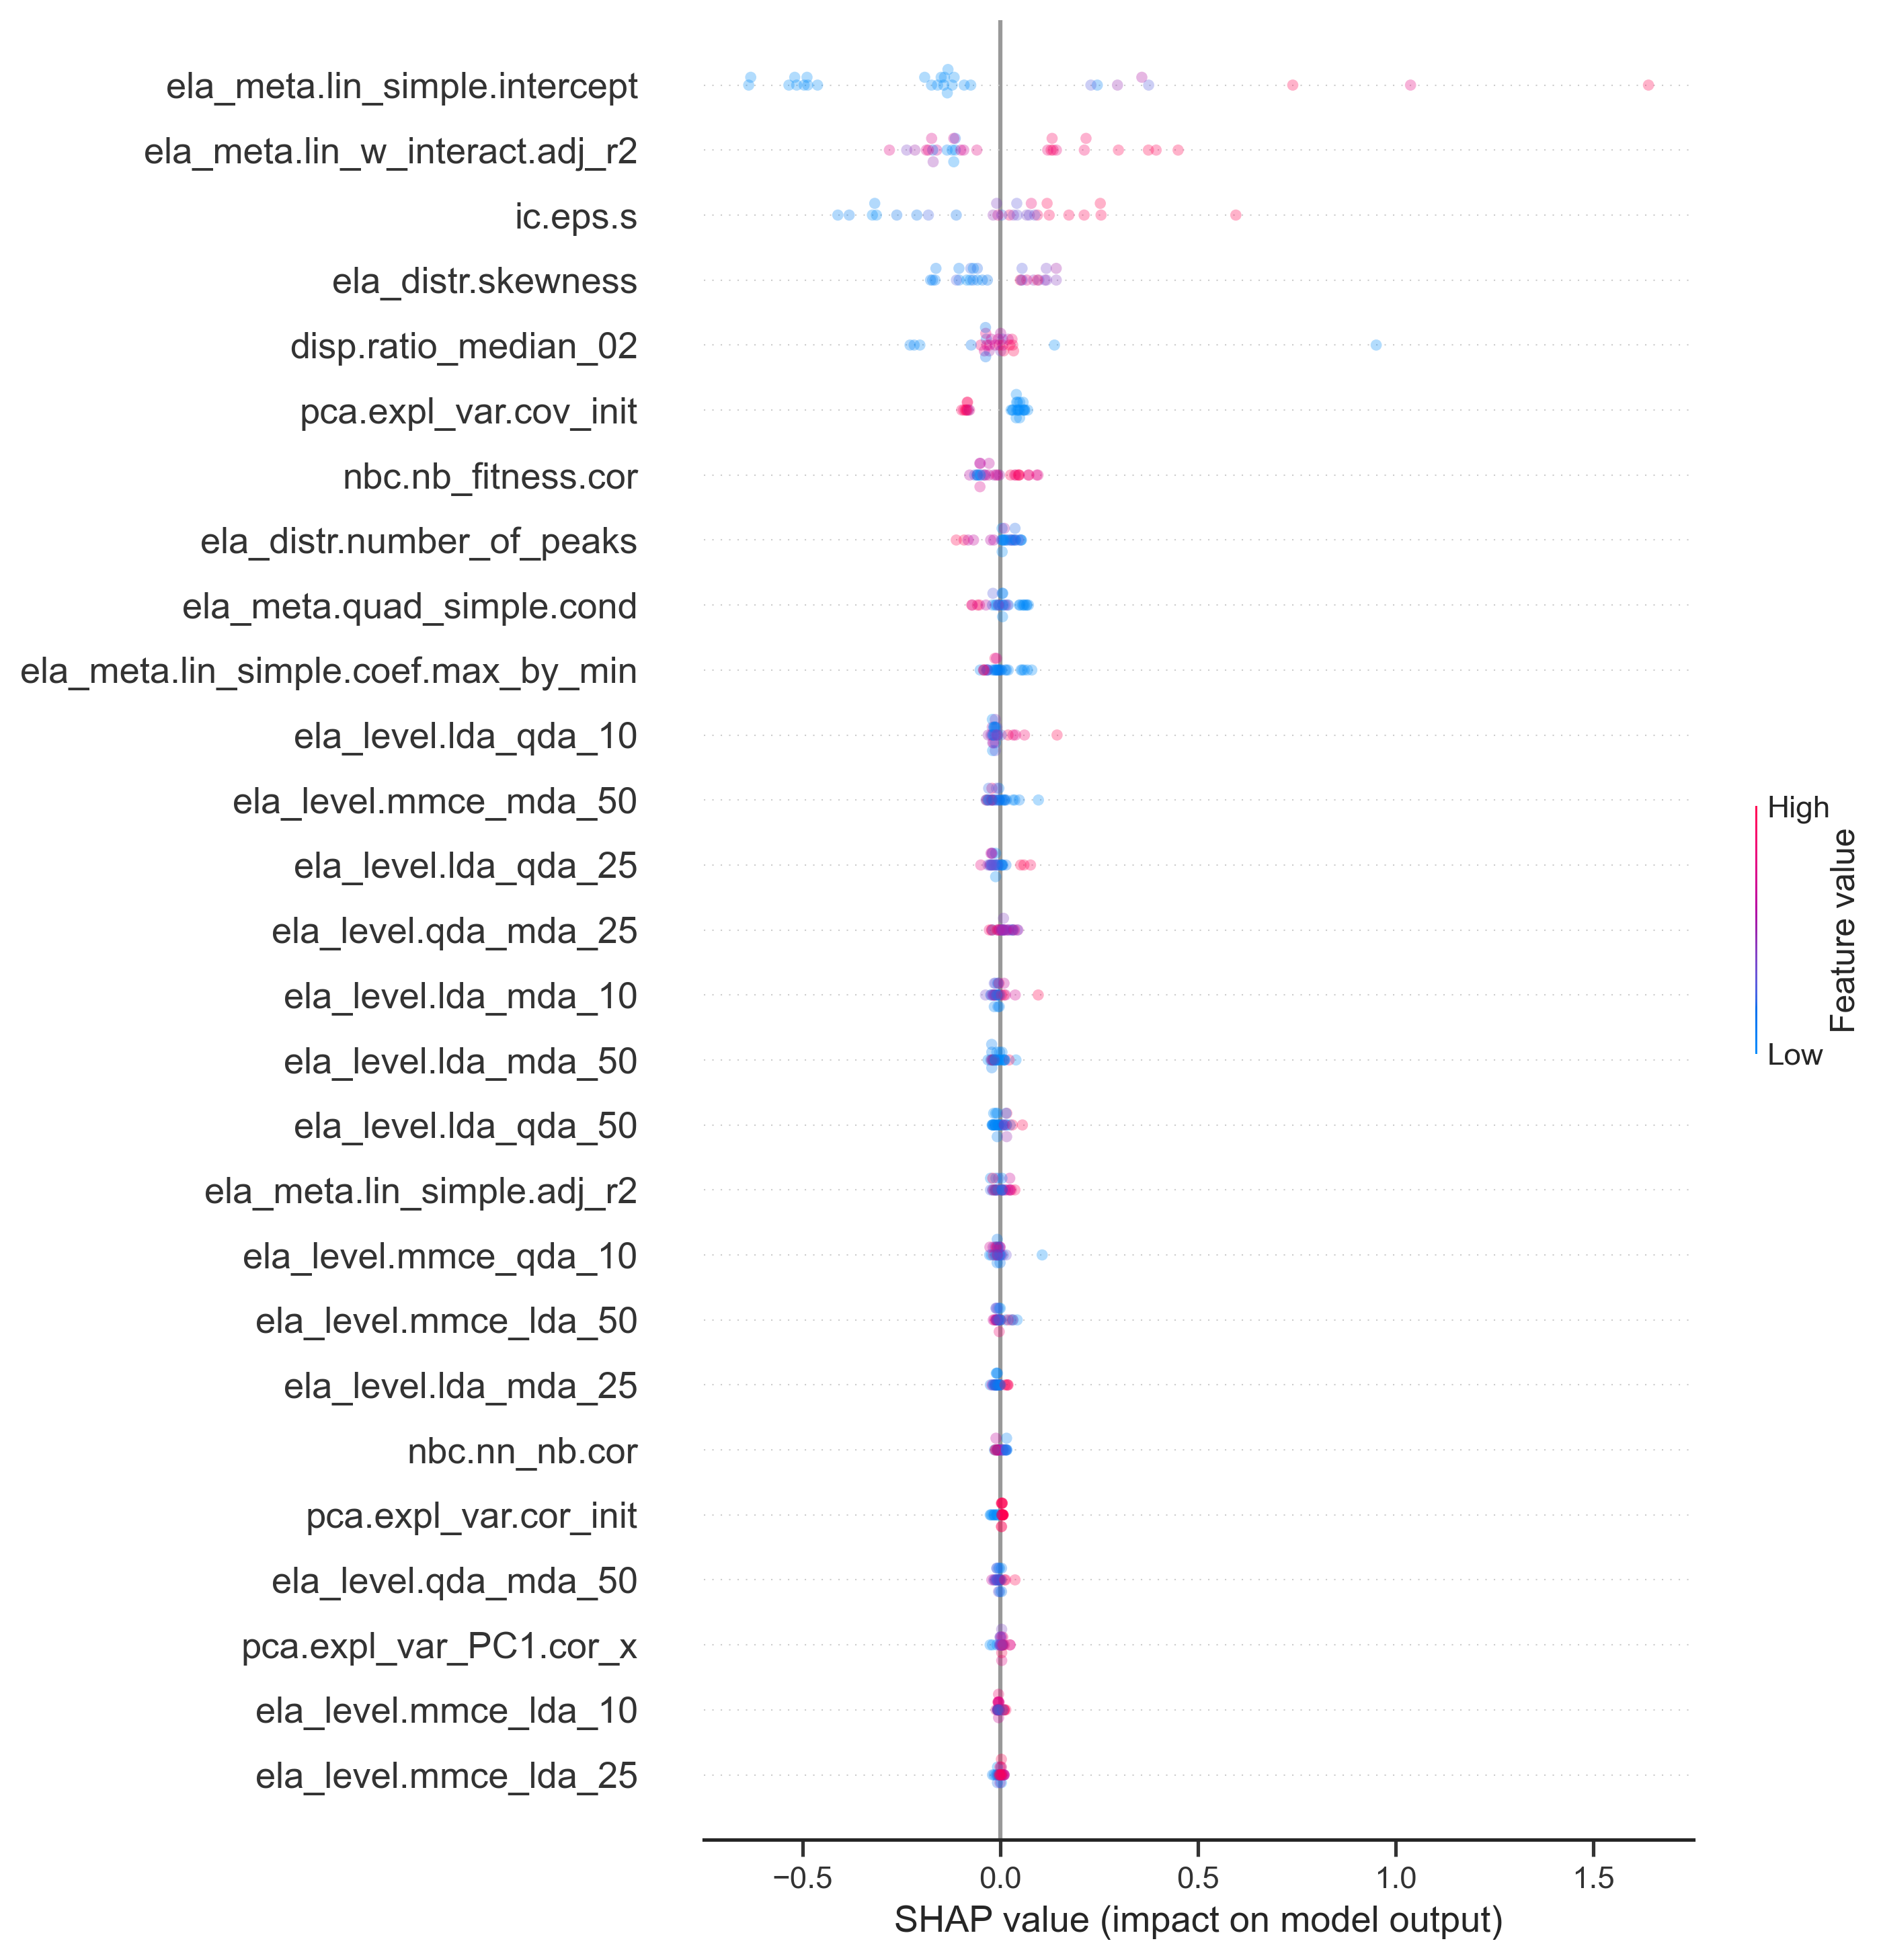 ela_meta.lin_simple.intercept
ela_meta.lin_w_interact.adj_r2
ic.eps.s
ela_distr.skewness
disp.ratio_median_02
pca.expl_var.cov_init
nbc.nb_fitness.cor
ela_distr.number_of_peaks
ela_meta.quad_simple.cond
ela_meta.lin_simple.coef.max_by_min
ela_level.lda_qda_10
ela_level.mmce_mda_50
ela_level.lda_qda_25
ela_level.qda_mda_25
ela_level.lda_mda_10
ela_level.lda_mda_50
ela_level.lda_qda_50
ela_meta.lin_simple.adj_r2
ela_level.mmce_qda_10
ela_level.mmce_lda_50
ela_level.lda_mda_25
nbc.nn_nb.cor
pca.expl_var.cor_init
ela_level.qda_mda_50
pca.expl_var_PC1.cor_x
ela_level.mmce_lda_10
ela_level.mmce_lda_25
−0.5 0.0 0.5 1.0 1.5
SHAP value (impact on model output)
High
Feature value
Low